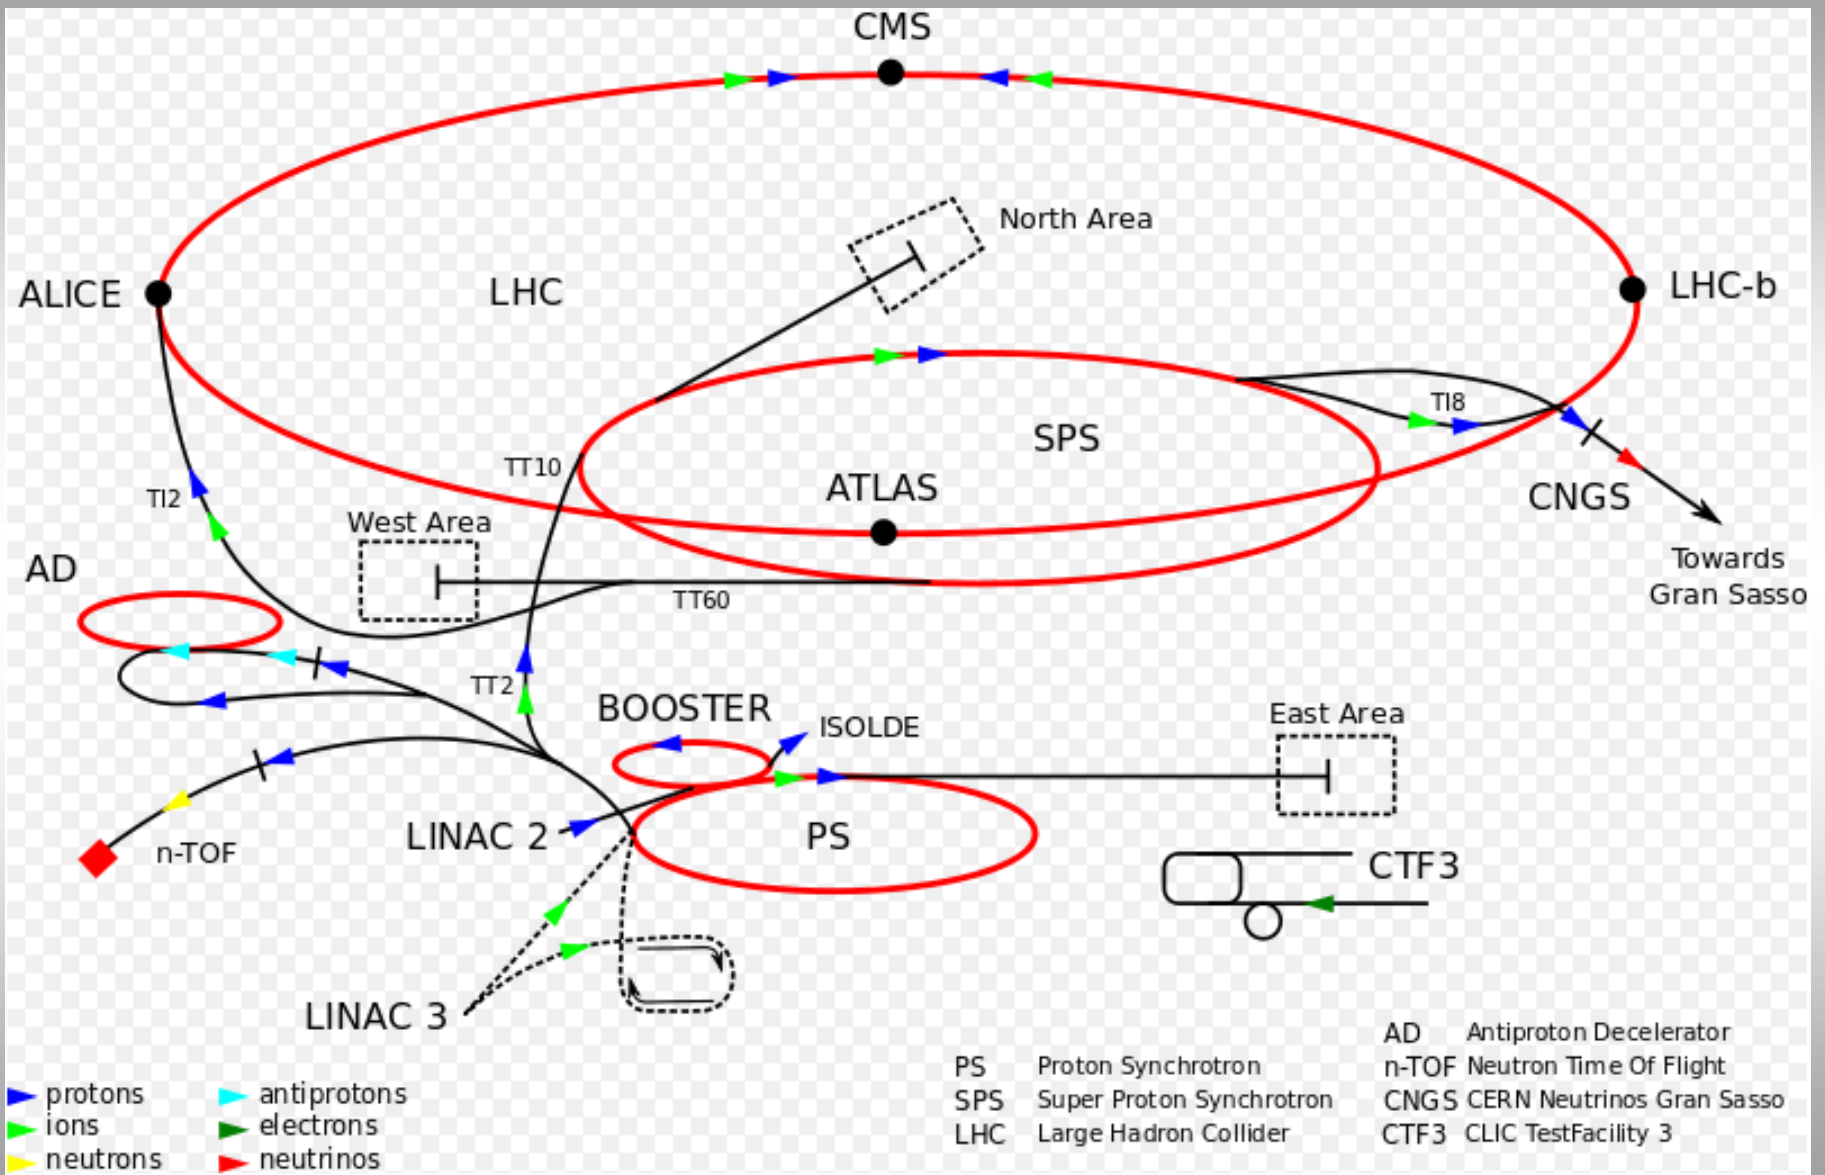 CMS
North Area
ALICE
LHC
LHC-b
TI8
SPS
TT10
ATLAS
TI2
CNGS
West Area
Towards
Gran Sasso
AD
TT60
TT2
BOOSTER
ISOLDE
East Area
LINAC 2
PS
n-TOF
CTF3
LINAC 3
AD Antiproton Decelerator
PS Proton Synchrotron
n-TOF Neutron Time Of Flight
SPS Super Proton Synchrotron
CNGS CERN Neutrinos Gran Sasso
LHC Large Hadron Collider
CTF3 CLIC TestFacility 3
protons
antiprotons
ions
electrons
neutrons
neutrinos